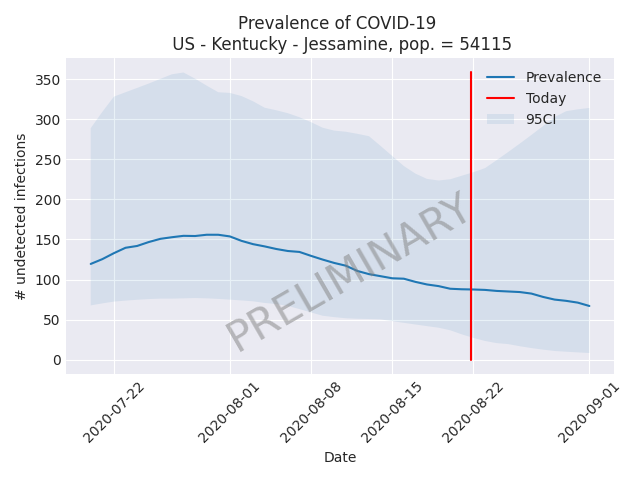 Prevalence of COVID-19
US - Kentucky - Jessamine, pop. = 54115
350
300
250
200
150
100
50
0
# undetected infections
Prevalence
Today
95CI
PRELIMINARY
2020-07-22
2020-08-01
2020-08-08
2020-08-15
2020-08-22
2020-09-01
Date